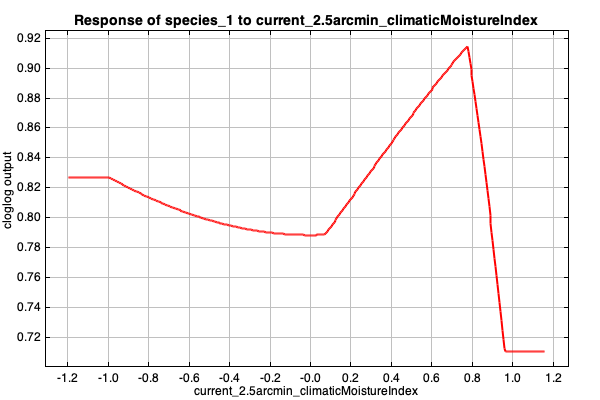 Response of species_1 to current_2.5arcmin_climaticMoistureIndex
0.92
0.90
0.88
0.86
0.84
0.82
0.80
0.78
0.76
0.74
0.72
cloglog output
-1.2 -1.0 -0.8 -0.6 -0.4 -0.2 -0.0 0.2 0.4 0.6 0.8 1.0 1.2
current_2.5arcmin_climaticMoistureIndex